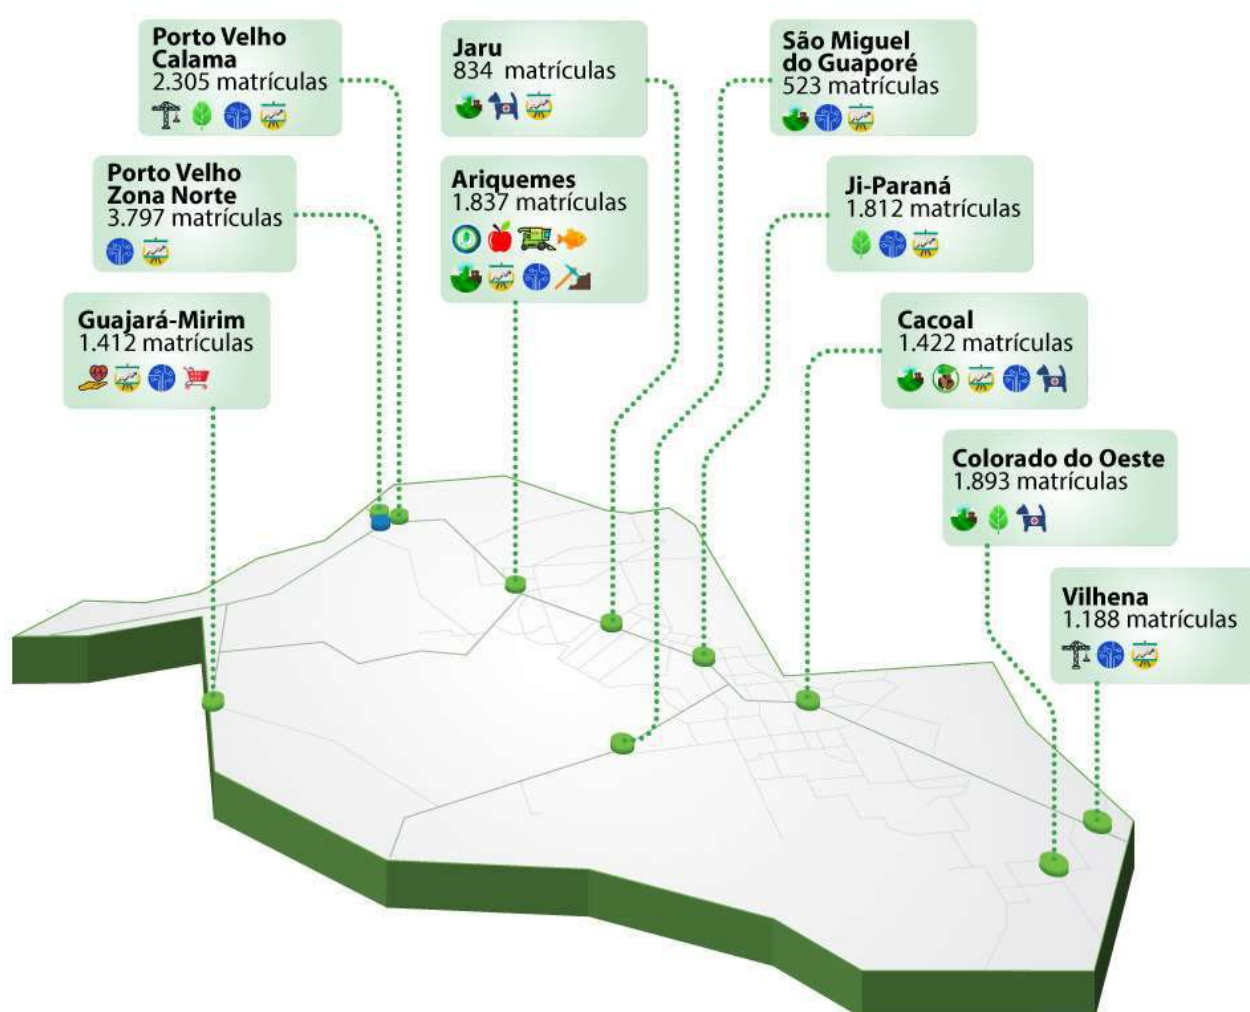 Porto Velho
Calama
2.305 matrículas
Jaru
834 matrículas
São Miguel
do Guaporé
523 matrículas
Porto Velho
Zona Norte
3.797 matrículas
Ariquemes
1.837 matrículas
Ji-Paraná
1.812 matrículas
Guajará-Mirim
1.412 matrículas
Cacoal
1.422 matrículas
Colorado do Oeste
1.893 matrículas
Vilhena
1.188 matrículas